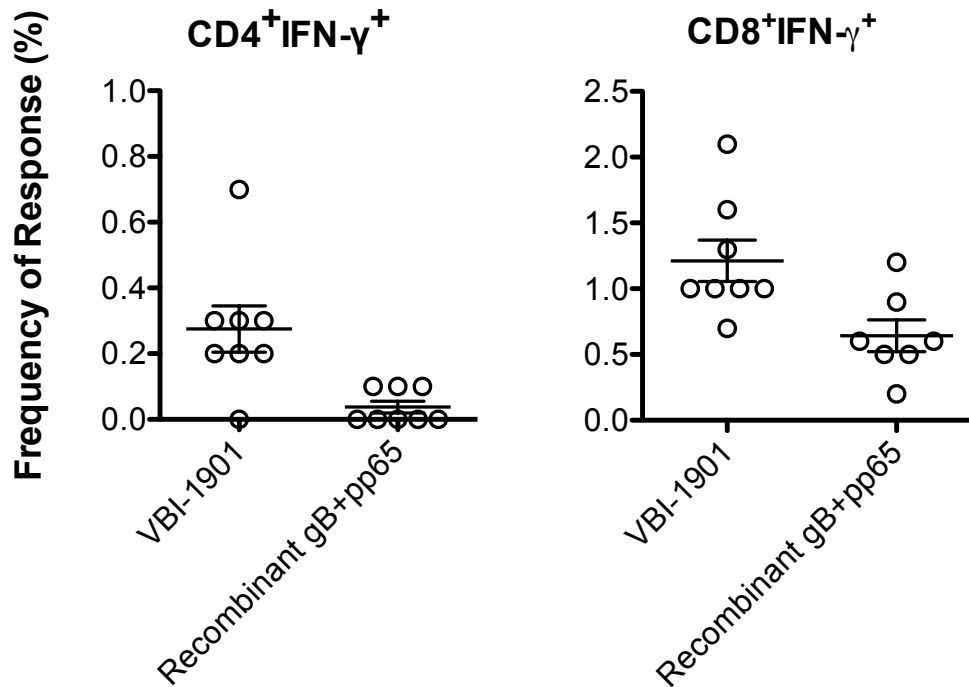 Frequency of Response (%)
CD4⁺IFN-γ⁺
1.0
0.8
0.6
0.4
0.2
0.0
VBI-1901
Recombinant gB+pp65
CD8⁺IFN-γ⁺
2.5
2.0
1.5
1.0
0.5
0.0
VBI-1901
Recombinant gB+pp65